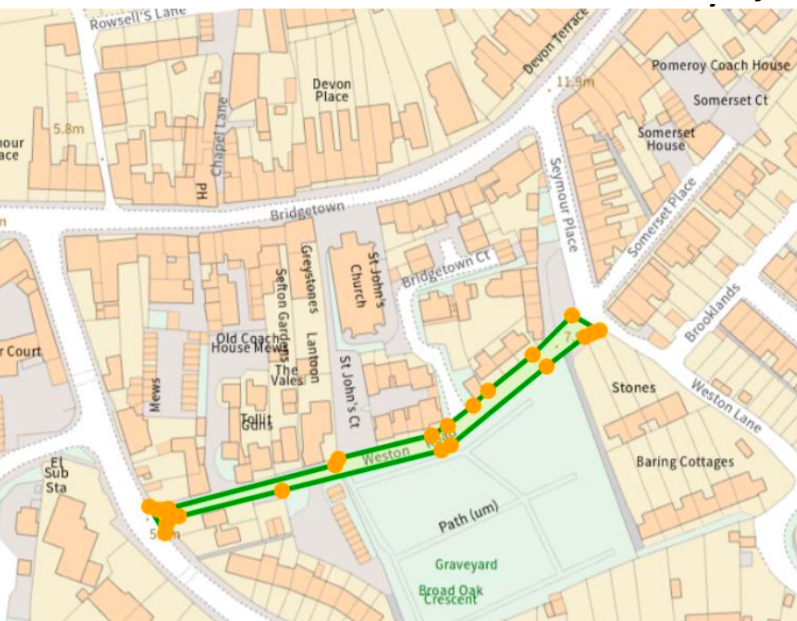 Rowsell's Lane
Devon Terrace
Pomeroy Coach House
11.9m
Devon
Place
Somerset Ct
5.8m
Chapel Lane
Somerset
House
PH
Seymour Place
Somerset Place
Bridgetown
Greystones
St John's
Church
Bridgetown Ct
Sefton Gardens
Brooklands
Old Coach
House Mews
Lantoon
r Court
The
Vales
St John's Ct
Mews
Stones
Weston Lane
Tollit
Gdns
Weston
Baring Cottages
El
Sub
Sta
Path (um)
Graveyard
Broad Oak
Crescent